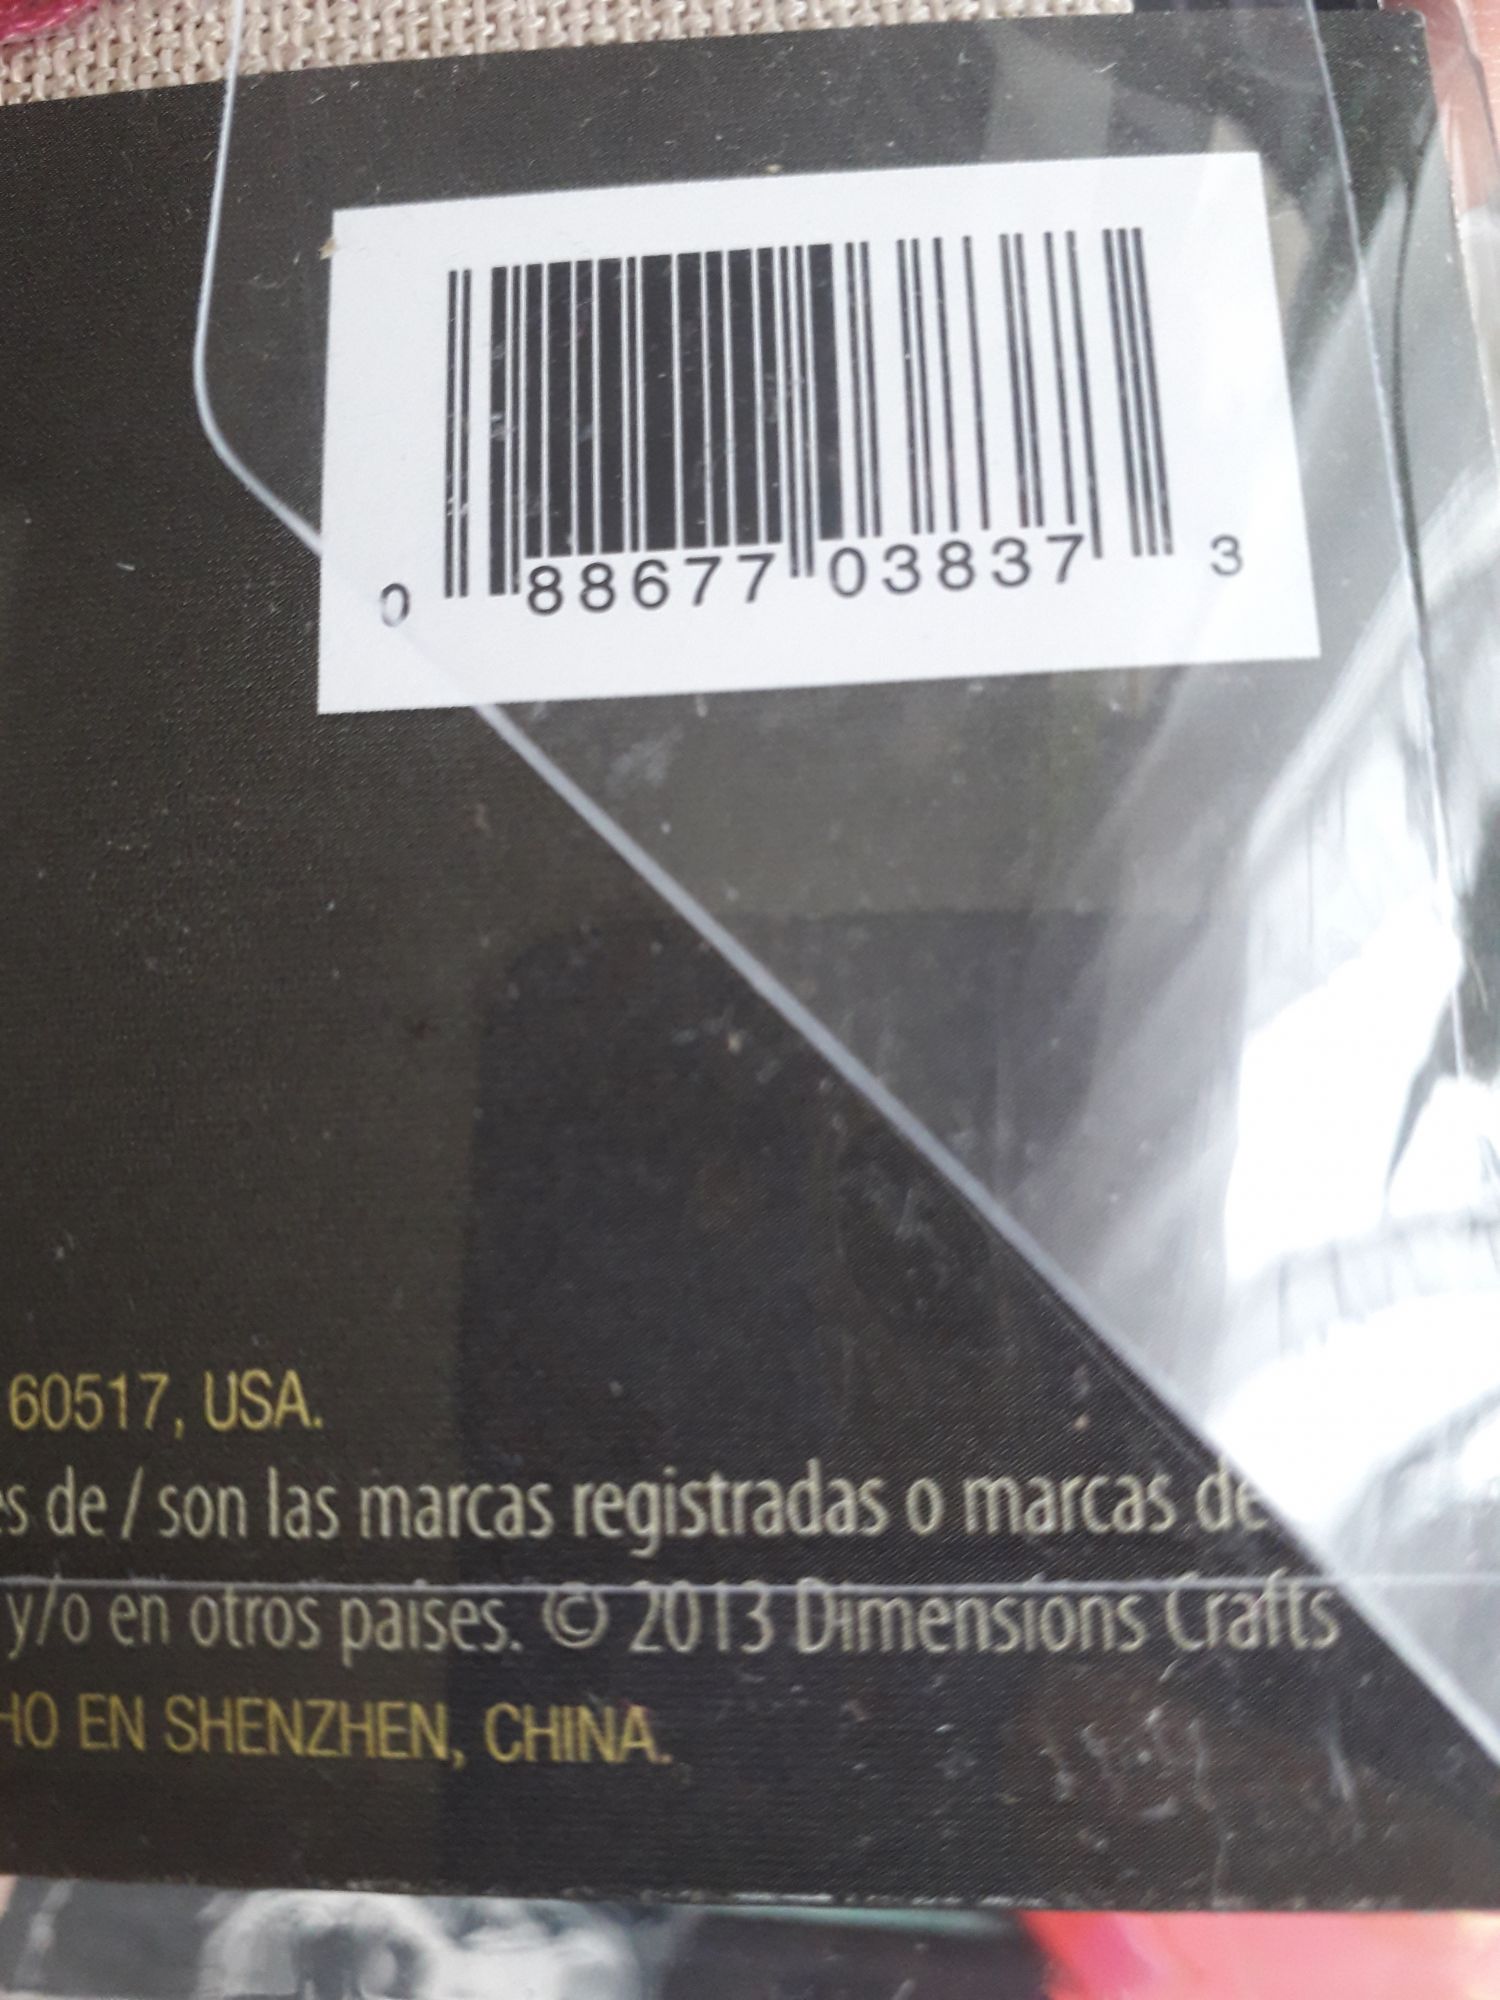 0 88677 03837 3
60517, USA.
es de / son las marcas registradas o marcas de
y/o en otros países. © 2013 Dimensions Crafts
HO EN SHENZHEN, CHINA.